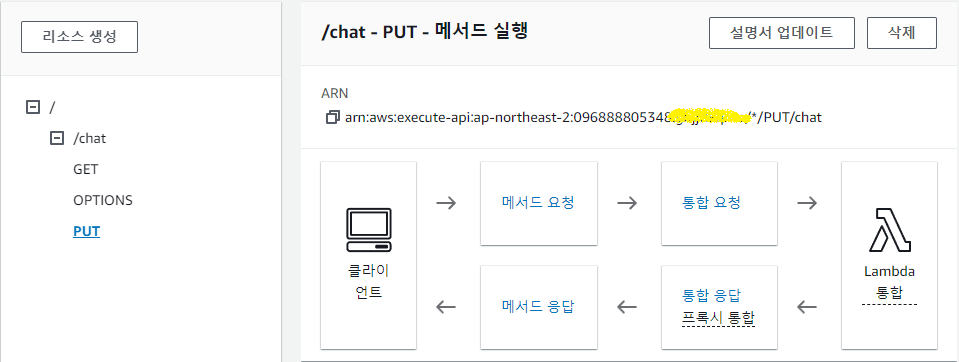 리소스 생성
/
/chat
GET
OPTIONS
PUT
/chat - PUT - 메서드 실행
설명서 업데이트
삭제
ARN
arn:aws:execute-api:ap-northeast-2:096888805348: /*/PUT/chat
클라이
언트
메서드 요청
통합 요청
메서드 응답
통합 응답
프록시 통합
Lambda
통합